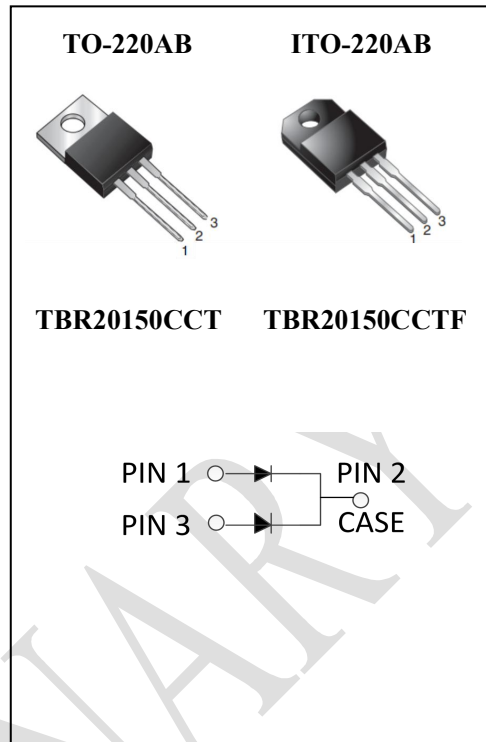 TO-220AB ITO-220AB
1 2 3 1 2 3
TBR20150CCT TBR20150CCTF
PIN 1 PIN 2
PIN 3 CASE
NARY